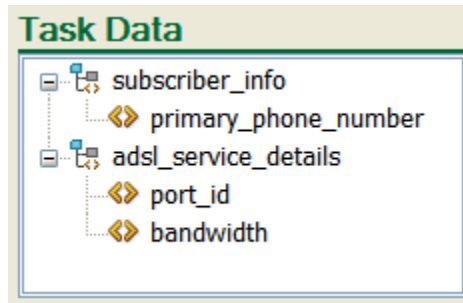 Task Data
subscriber_info
primary_phone_number
adsl_service_details
port_id
bandwidth